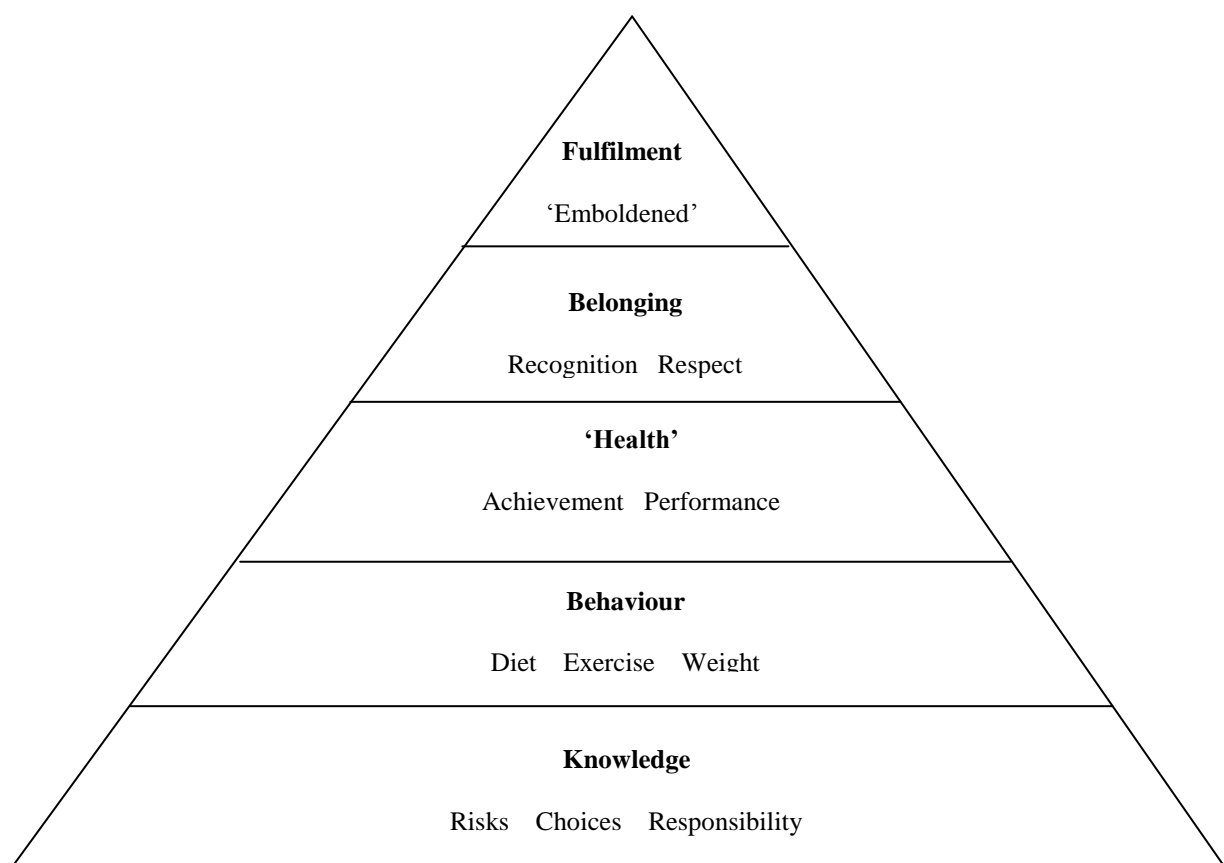 Fulfilment
‘Emboldened’
Belonging
Recognition Respect
‘Health’
Achievement Performance
Behaviour
Diet Exercise Weight
Knowledge
Risks Choices Responsibility